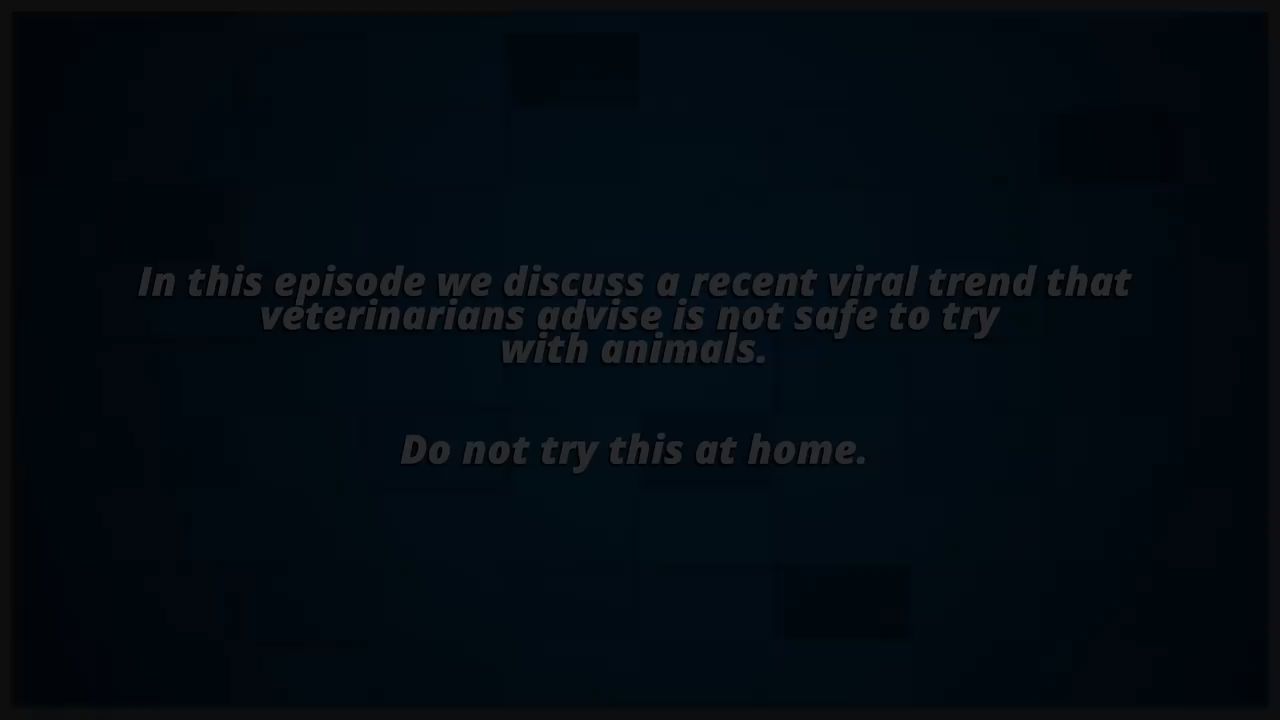 In this episode we discuss a recent viral trend that
veterinarians advise is not safe to try
with animals.
Do not try this at home.